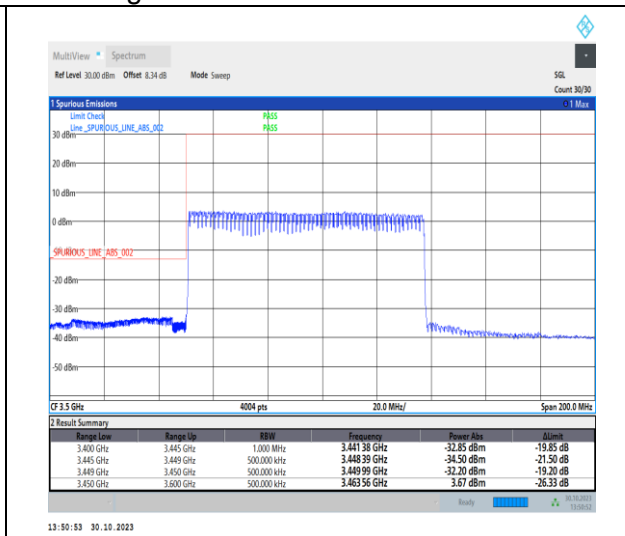 MultiView Spectrum
Ref Level 30.00 dBm Offset 8.34 dB Mode Sweep SGL
Count 30/30
1 Spurious Emissions 1 Max
Limit Check PASS
Line _SPURIOUS_LINE_ABS_002 PASS
30 dBm
20 dBm
10 dBm
0 dBm
_SPURIOUS_LINE_ABS_002
-20 dBm
-30 dBm
-40 dBm
-50 dBm
CF 3.5 GHz 4004 pts 20.0 MHz/ Span 200.0 MHz
2 Result Summary
Range Low Range Up RBW Frequency Power Abs ΔLimit
3.400 GHz 3.445 GHz 1.000 MHz 3.441 38 GHz -32.85 dBm -19.85 dB
3.445 GHz 3.449 GHz 500.000 kHz 3.448 39 GHz -34.50 dBm -21.50 dB
3.449 GHz 3.450 GHz 500.000 kHz 3.449 99 GHz -32.20 dBm -19.20 dB
3.450 GHz 3.600 GHz 500.000 kHz 3.463 56 GHz 3.67 dBm -26.33 dB
Ready 30.10.2023
13:50:52
13:50:53 30.10.2023